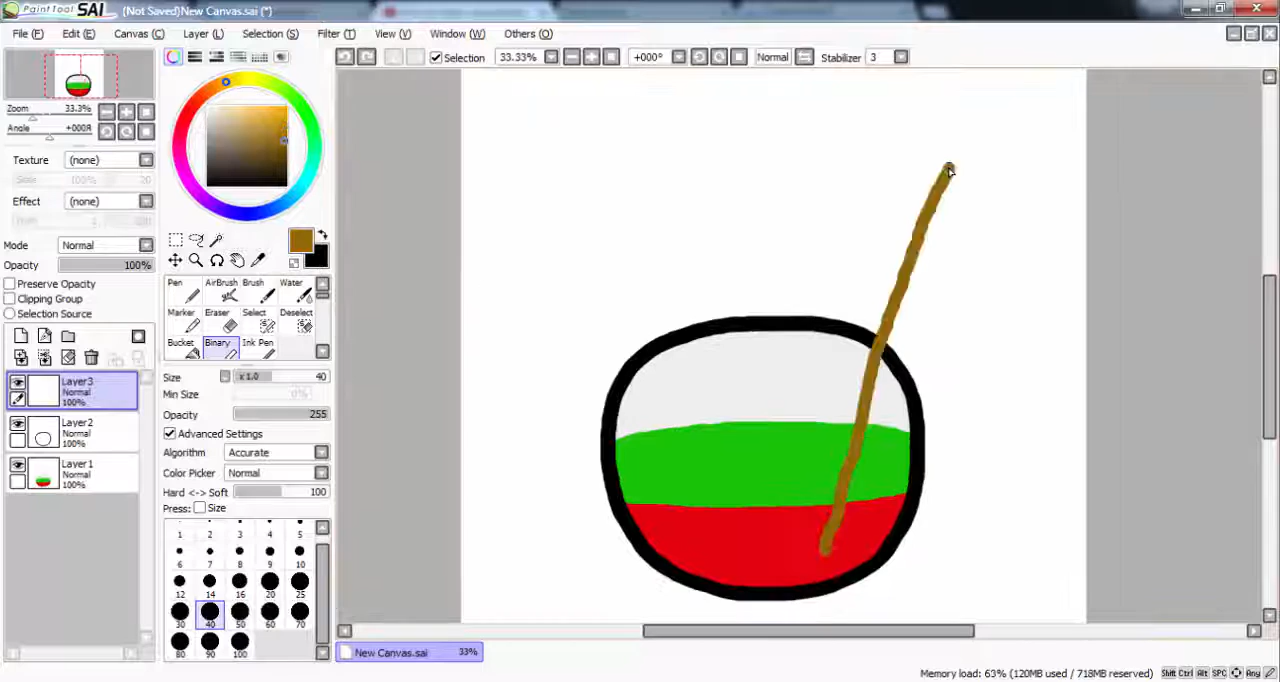 PaintTool SAI (Not Saved)New Canvas.sai (*)
File (F) Edit (E) Canvas (C) Layer (L) Selection (S) Filter (T) View (V) Window (W) Others (O)
Selection 33.33% +000° Normal Stabilizer 3
Zoom 33.3%
Angle +000R
Texture (none)
100% 20
Effect (none)
Mode Normal
Opacity 100%
Preserve Opacity
Clipping Group
Selection Source
Layer3
Normal
100%
Layer2
Normal
100%
Layer1
Normal
100%
Pen AirBrush Brush Water
Marker Eraser Select Deselect
Bucket Binary Ink Pen
Size x 1.0 40
Min Size 0%
Opacity 255
Advanced Settings
Algorithm Accurate
Color Picker Normal
Hard <-> Soft 100
Press: Size
1 2 3 4 5
6 7 8 9 10
12 14 16 20 25
30 40 50 60 70
80 90 100
New Canvas.sai 33%
Memory load: 63% (120MB used / 718MB reserved) Shift Ctrl Alt SPC Any